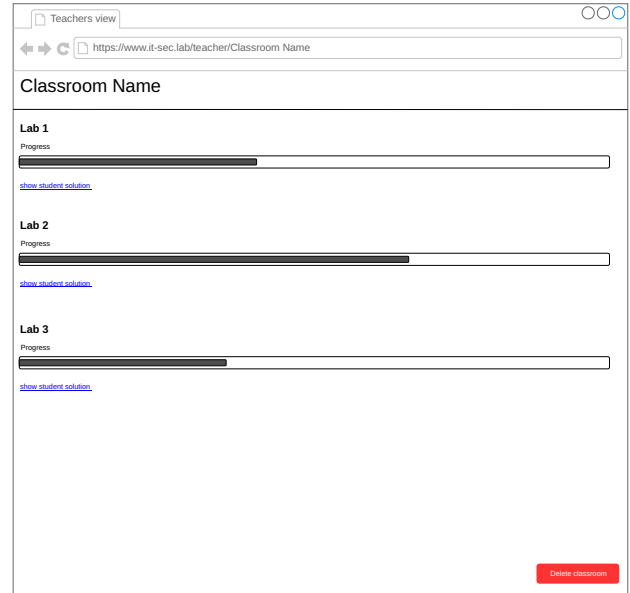 Teachers view
https://www.it-sec.lab/teacher/Classroom Name
Classroom Name
Lab 1
Progress
show student solution
Lab 2
Progress
show student solution
Lab 3
Progress
show student solution
Delete classroom